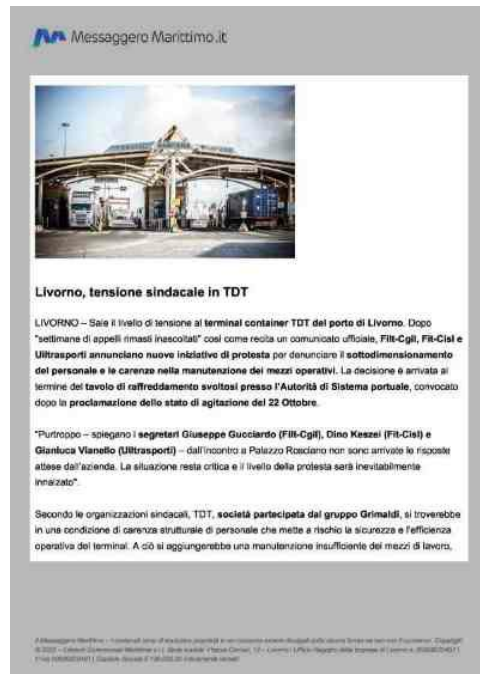 Messaggero Marittimo.it
Livorno, tensione sindacale in TDT
LIVORNO – Sale il livello di tensione al terminal container TDT del porto di Livorno. Dopo
"settimane di appelli rimasti inascoltati" così come recita un comunicato ufficiale, Filt-Cgil, Fit-Cisl e
Uiltrasporti annunciano nuove iniziative di protesta per denunciare il sottodimensionamento
del personale e le carenze nella manutenzione dei mezzi operativi. La decisione è arrivata al
termine del tavolo di raffreddamento svoltosi presso l'Autorità di Sistema portuale, convocato
dopo la proclamazione dello stato di agitazione del 22 Ottobre.
"Purtroppo – spiegano i segretari Giuseppe Gucciardo (Filt-Cgil), Dino Keszei (Fit-Cisl) e
Gianluca Vianello (Uiltrasporti) – dall'incontro a Palazzo Rosciano non sono arrivate le risposte
attese dall'azienda. La situazione resta critica e il livello della protesta sarà inevitabilmente
innalzato".
Secondo le organizzazioni sindacali, TDT, società partecipata dal gruppo Grimaldi, si troverebbe
in una condizione di carenza strutturale di personale che mette a rischio la sicurezza e l'efficienza
operativa del terminal. A ciò si aggiungerebbe una manutenzione insufficiente dei mezzi di lavoro,